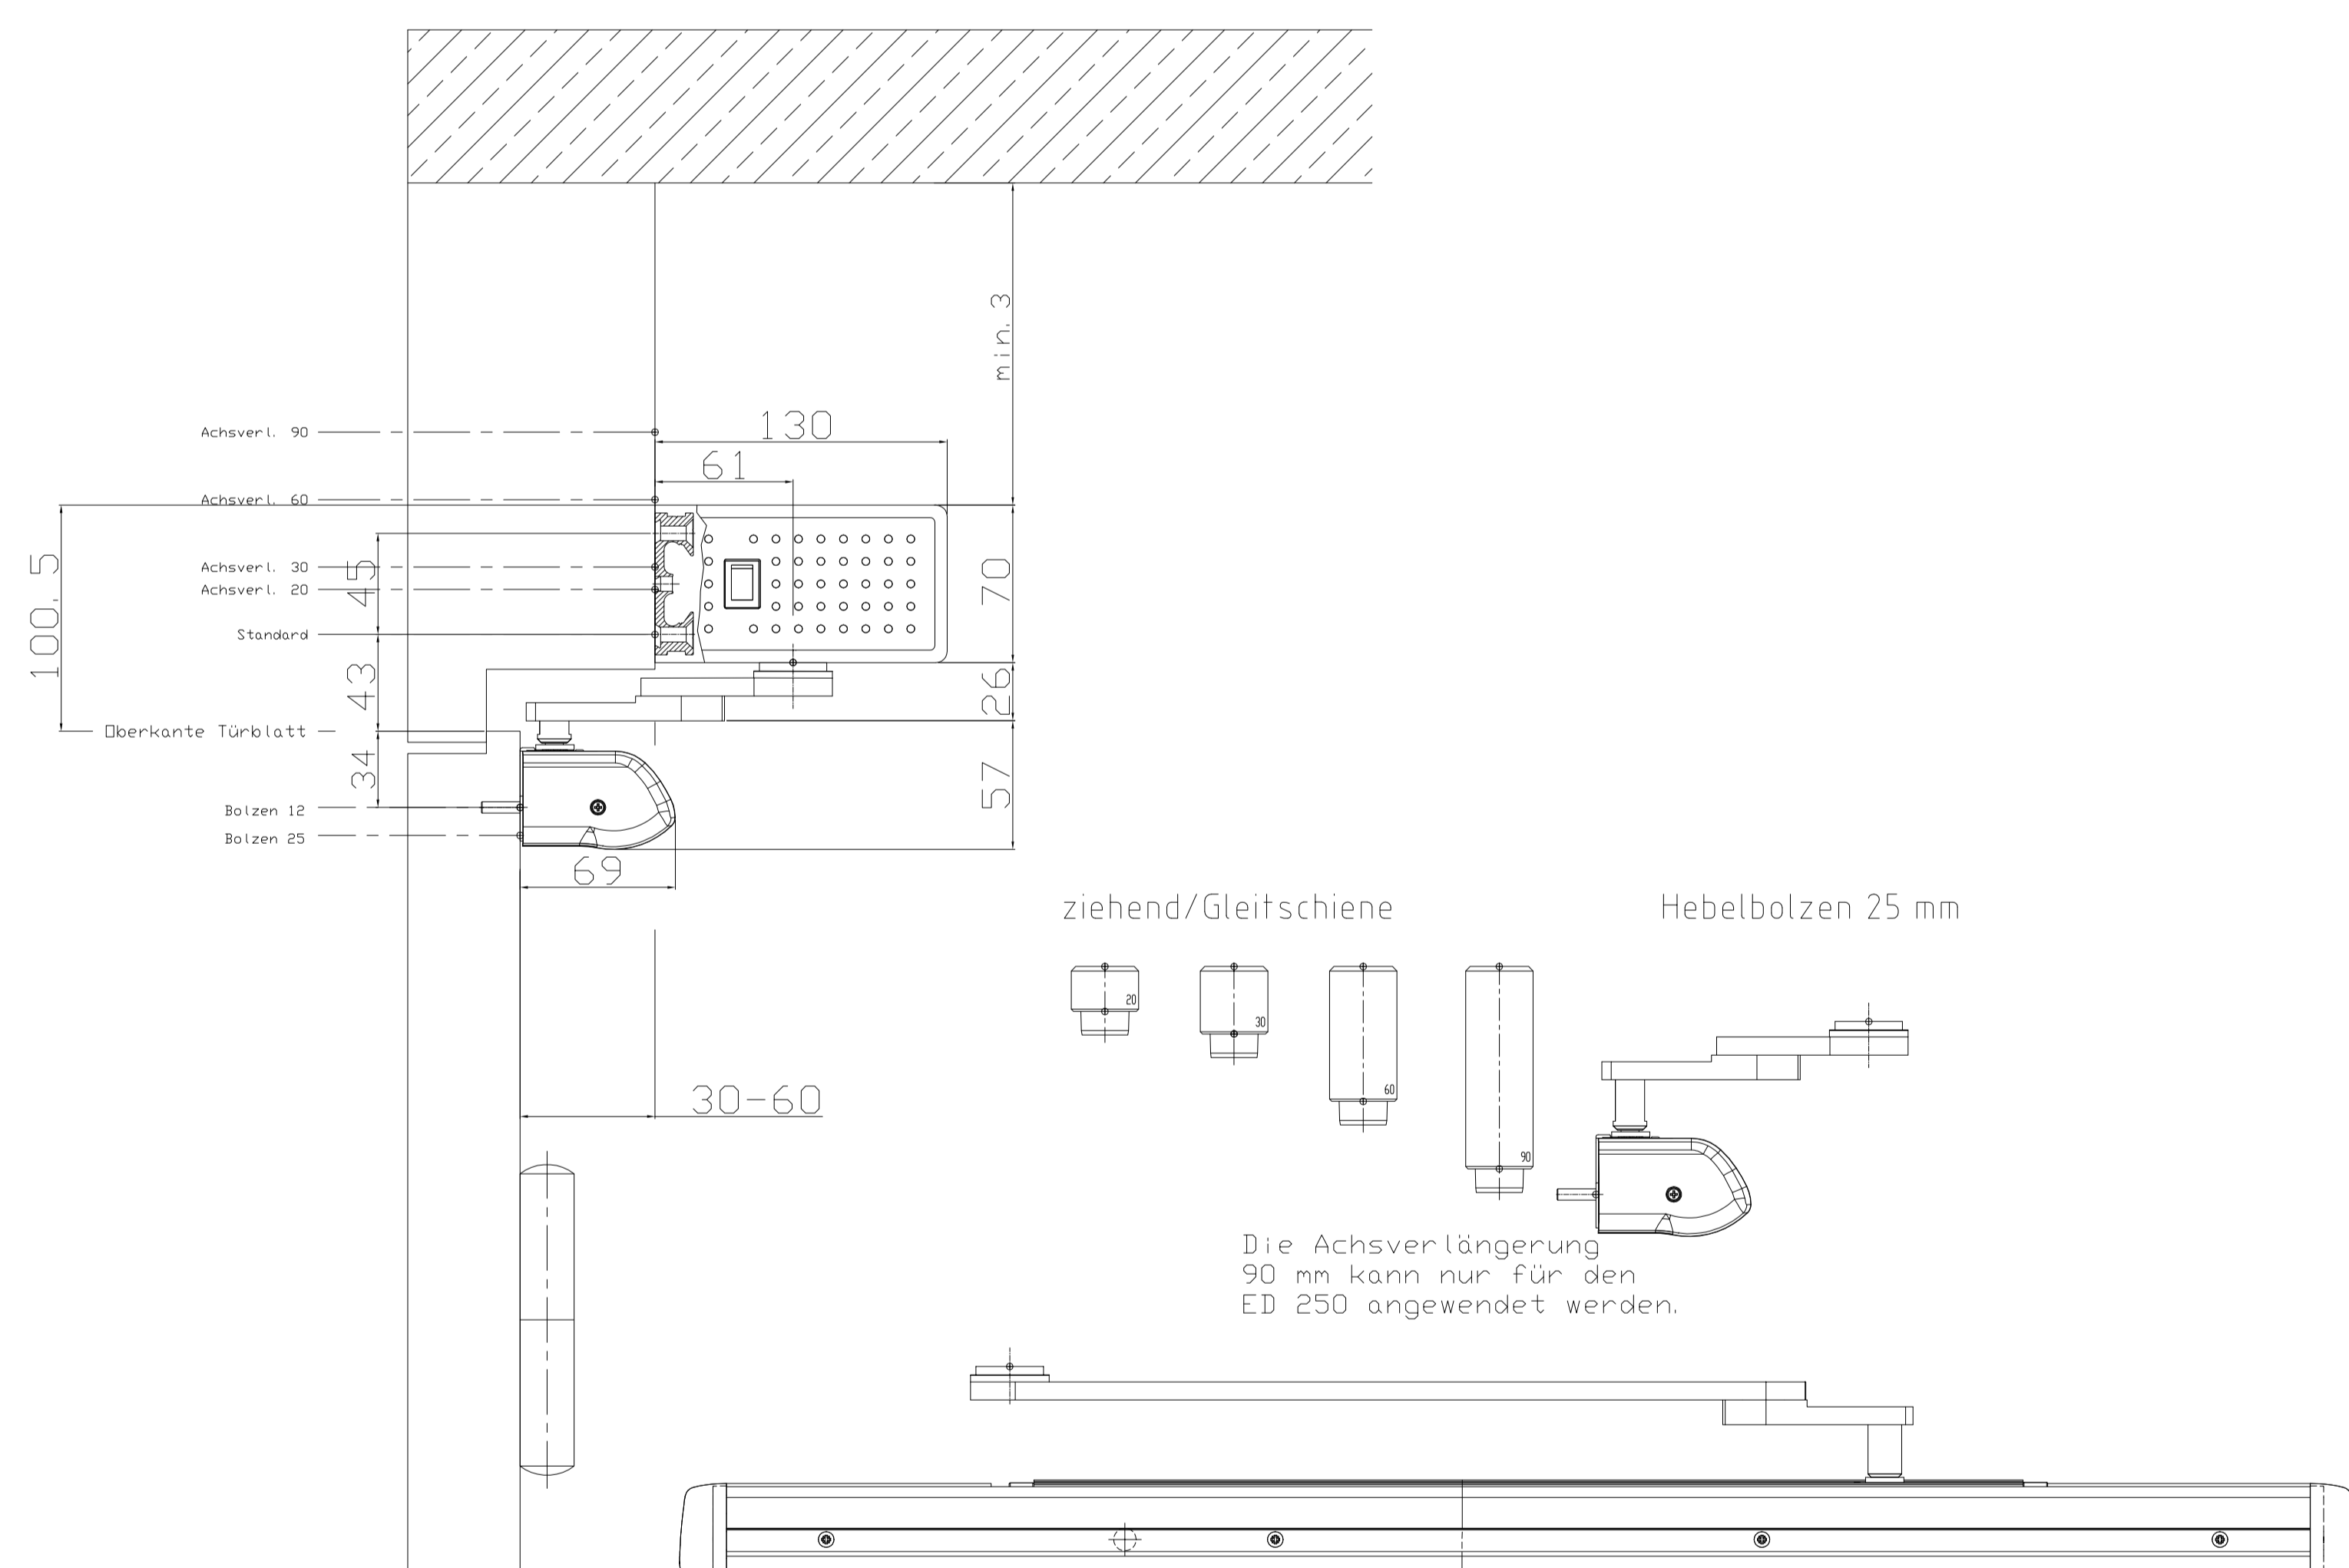 min. 3
130
61
Achsverl. 90
Achsverl. 60
Achsverl. 30
Achsverl. 20
Standard
Oberkante Türblatt
Bolzen 12
Bolzen 25
100.5
45
43
34
70
26
57
69
30-60
ziehend/Gleitschiene
Hebelbolzen 25 mm
20
30
60
90
Die Achsverlängerung
90 mm kann nur für den
ED 250 angewendet werden.